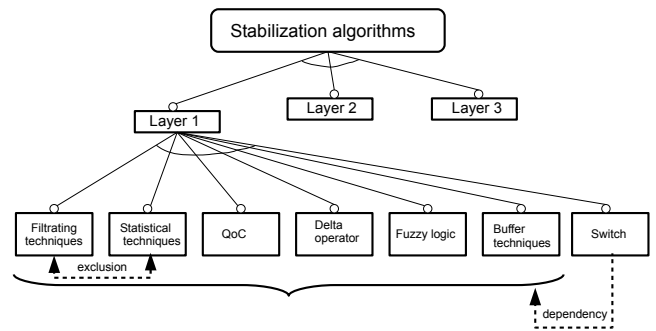 Stabilization algorithms
Layer 1
Layer 2
Layer 3
Filtrating
techniques
Statistical
techniques
QoC
Delta
operator
Fuzzy logic
Buffer
techniques
Switch
exclusion
dependency